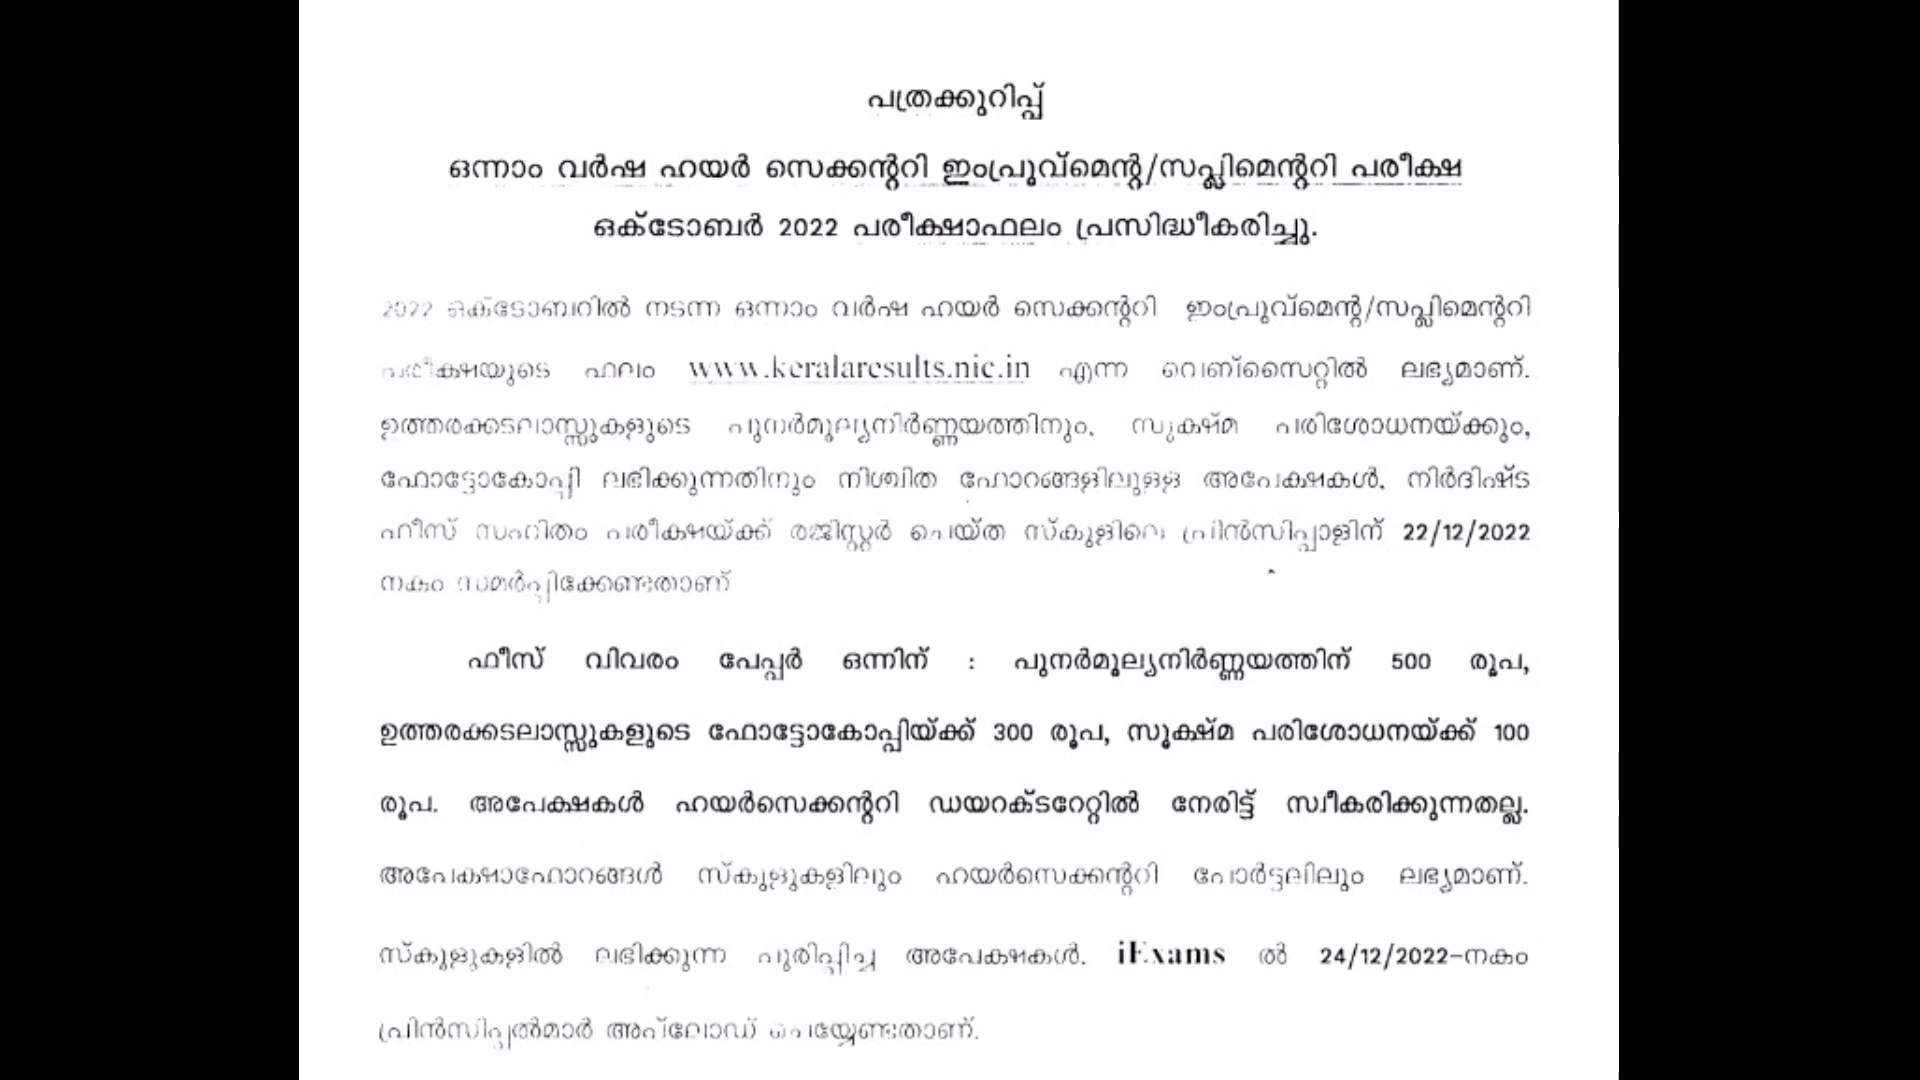 പത്രക്കുറിപ്പ്
ഒന്നാം വർഷ ഹയർ സെക്കന്ററി ഇംപ്രൂവ്മെന്റ/സപ്ലിമെന്ററി പരീക്ഷ
ഒക്ടോബർ 2022 പരീക്ഷാഫലം പ്രസിദ്ധീകരിച്ചു.
2022 ഒക്ടോബറിൽ നടന്ന ഒന്നാം വർഷ ഹയർ സെക്കന്ററി ഇംപ്രൂവ്മെന്റ/സപ്ലിമെന്ററി
പരീക്ഷയുടെ ഫലം www.keralaresults.nic.in എന്ന വെബ്സൈറ്റിൽ ലഭ്യമാണ്.
ഉത്തരക്കടലാസ്സുകളുടെ പുനർമൂല്യനിർണ്ണയത്തിനും, സൂക്ഷ്മ പരിശോധനയ്ക്കും,
ഫോട്ടോകോപ്പി ലഭിക്കുന്നതിനും നിശ്ചിത ഫോറങ്ങളിലുളള അപേക്ഷകൾ, നിർദിഷ്ട
ഫീസ് സഹിതം പരീക്ഷയ്ക്ക് രജിസ്റ്റർ ചെയ്ത സ്കൂളിലെ പ്രിൻസിപ്പാളിന് 22/12/2022
നകം സമർപ്പിക്കേണ്ടതാണ്
ഫീസ് വിവരം പേപ്പർ ഒന്നിന് : പുനർമൂല്യനിർണ്ണയത്തിന് 500 രൂപ,
ഉത്തരക്കടലാസ്സുകളുടെ ഫോട്ടോകോപ്പിയ്ക്ക് 300 രൂപ, സൂക്ഷ്മ പരിശോധനയ്ക്ക് 100
രൂപ. അപേക്ഷകൾ ഹയർസെക്കന്ററി ഡയറക്ടറേറ്റിൽ നേരിട്ട് സ്വീകരിക്കുന്നതല്ല.
അപേക്ഷാഫോറങ്ങൾ സ്കൂളുകളിലും ഹയർസെക്കന്ററി പോർട്ടലിലും ലഭ്യമാണ്.
സ്കൂളുകളിൽ ലഭിക്കുന്ന പൂരിപ്പിച്ച അപേക്ഷകൾ, iExams ൽ 24/12/2022-നകം
പ്രിൻസിപ്പൽമാർ അപ്‌ലോഡ് ചെയ്യേണ്ടതാണ്.